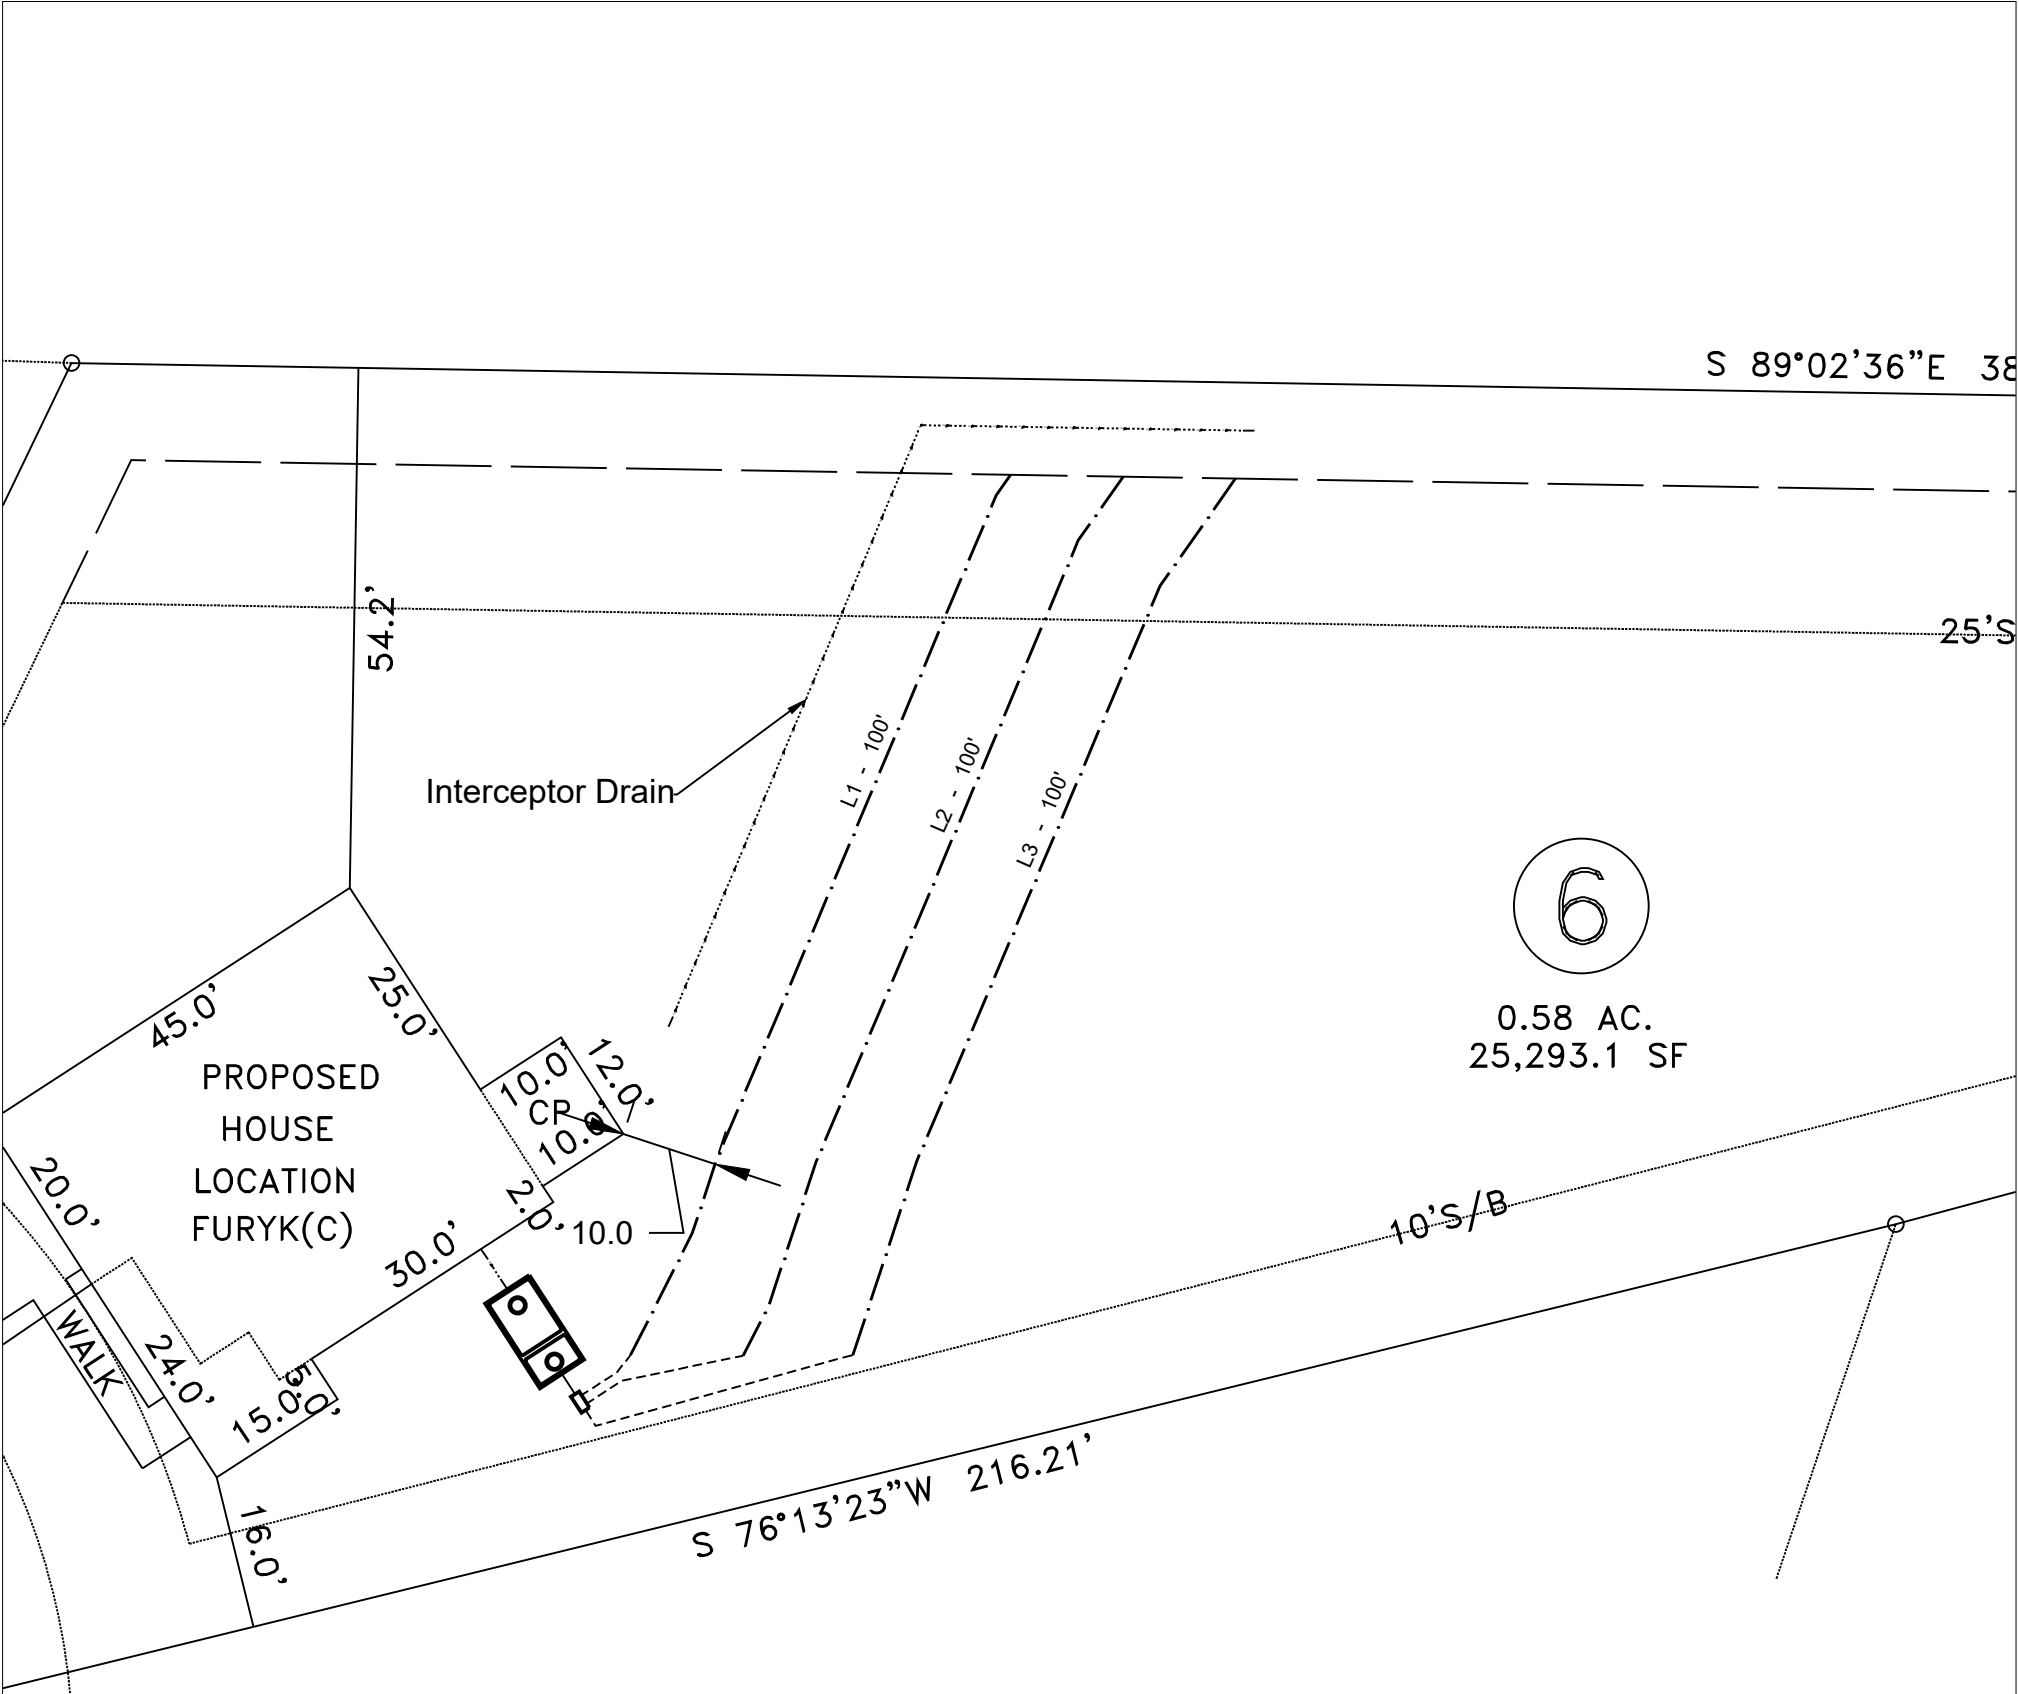 S 89°02'36"E 38
54.2'
25'S
Interceptor Drain
L1 - 100'
L2 - 100'
L3 - 100'
6
0.58 AC.
25,293.1 SF
45.0'
25.0'
PROPOSED
HOUSE
LOCATION
FURYK(C)
10.0'
12.0'
CP
10.0'
2.0'
10.0
30.0'
20.0'
WALK
24.0'
15.0'
5.0'
16.0'
10'S/B
S 76°13'23"W 216.21'